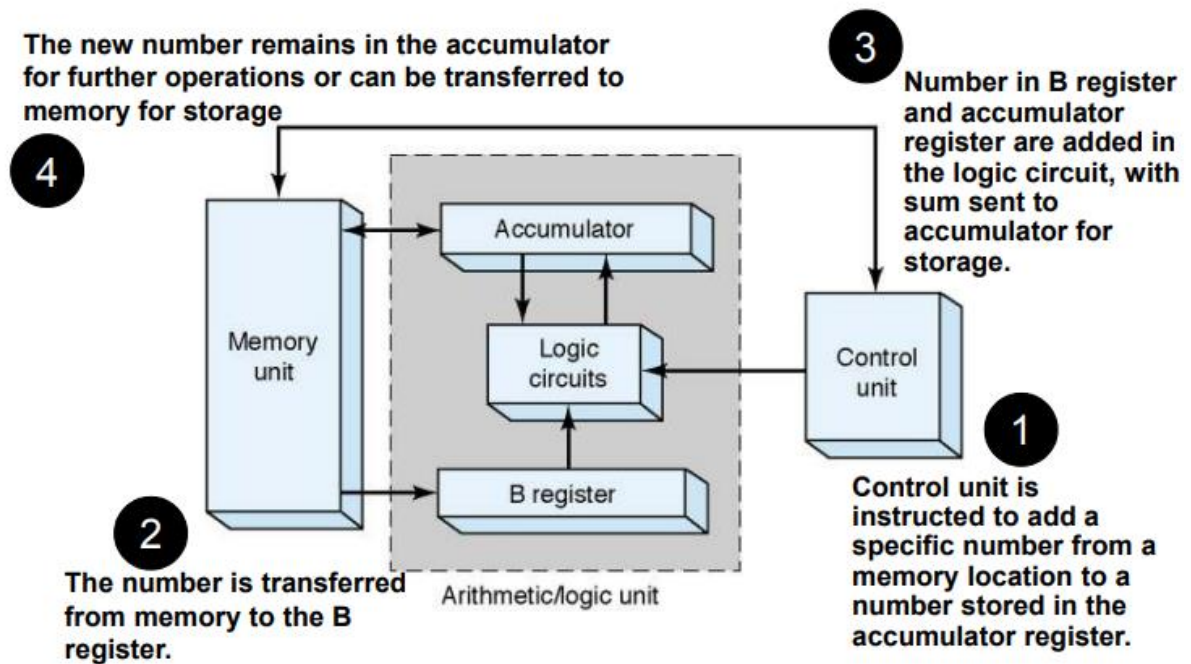 The new number remains in the accumulator
for further operations or can be transferred to
memory for storage
4
3
Number in B register
and accumulator
register are added in
the logic circuit, with
sum sent to
accumulator for
storage.
Accumulator
Memory
unit
Logic
circuits
Control
unit
B register
Arithmetic/logic unit
2
The number is transferred
from memory to the B
register.
1
Control unit is
instructed to add a
specific number from a
memory location to a
number stored in the
accumulator register.